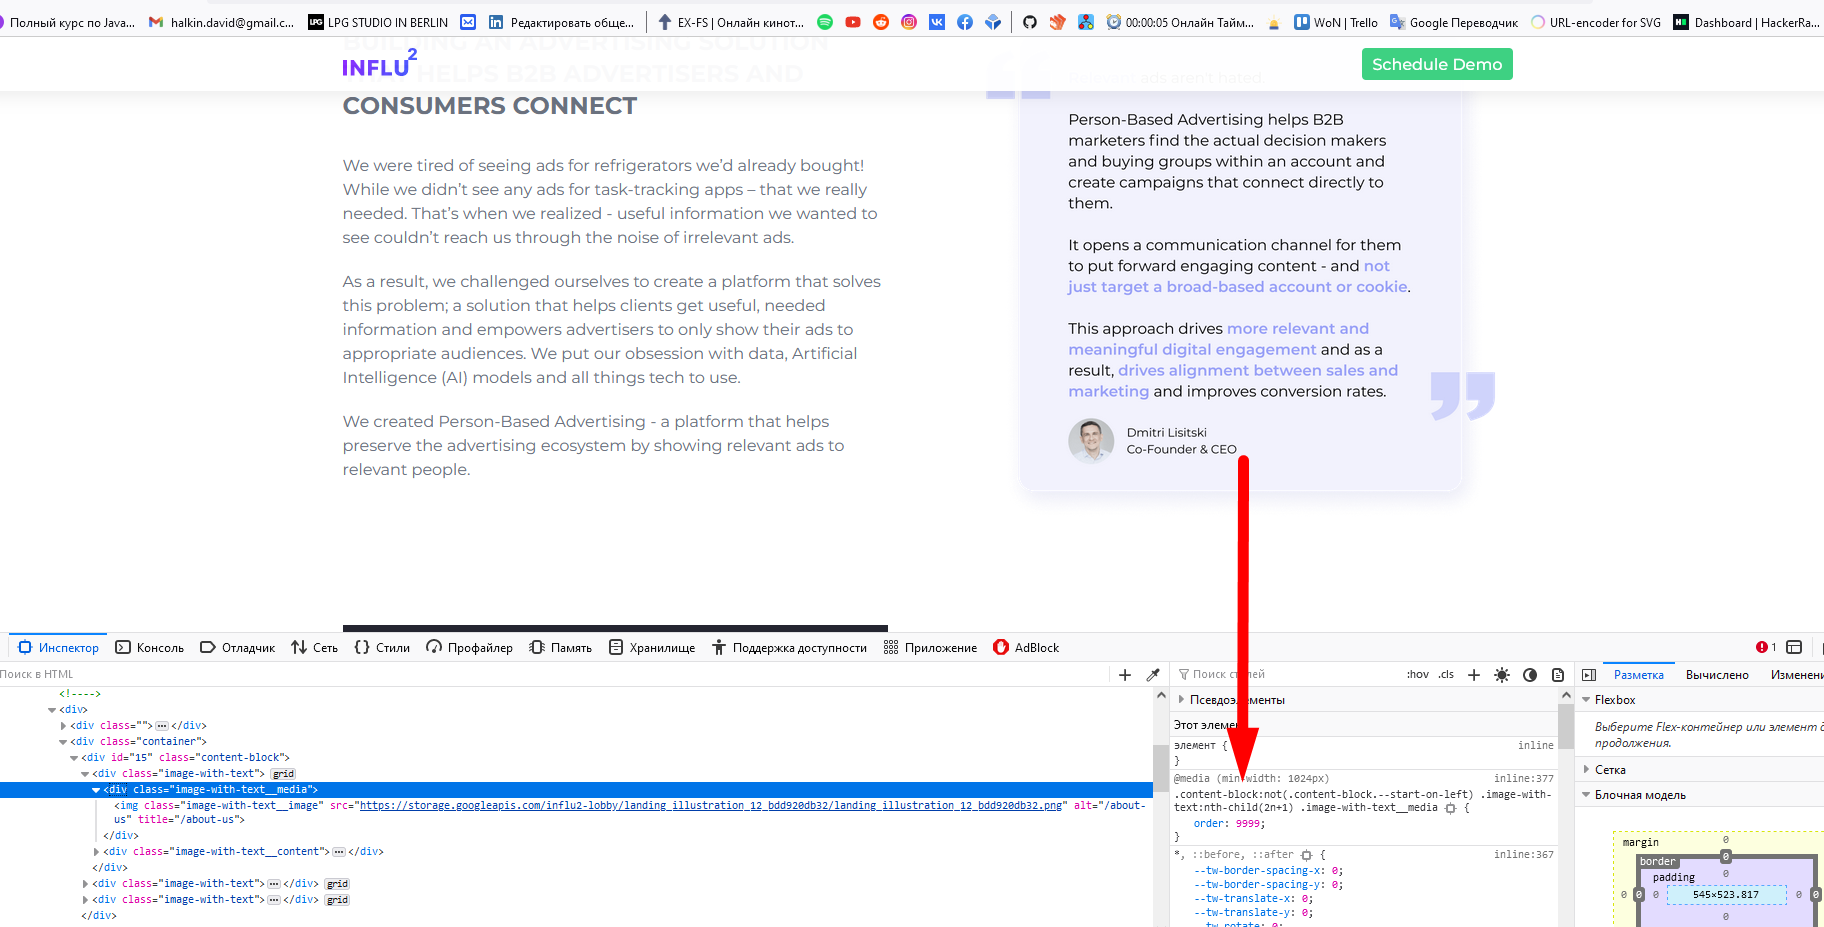 Полный курс по Java...
halkin.david@gmail.c...
LPG LPG STUDIO IN BERLIN
Редактировать обще...
EX-FS | Онлайн кинот...
00:00:05 Онлайн Тайм...
WoN | Trello
Google Переводчик
URL-encoder for SVG
Dashboard | HackerRa...
BUILDING AN ADVERTISING SOLUTION
INFLU2
HELPS B2B ADVERTISERS AND
Schedule Demo
ads aren't hated
CONSUMERS CONNECT
We were tired of seeing ads for refrigerators we'd already bought!
While we didn't see any ads for task-tracking apps – that we really
needed. That's when we realized - useful information we wanted to
see couldn't reach us through the noise of irrelevant ads.
As a result, we challenged ourselves to create a platform that solves
this problem; a solution that helps clients get useful, needed
information and empowers advertisers to only show their ads to
appropriate audiences. We put our obsession with data, Artificial
Intelligence (AI) models and all things tech to use.
We created Person-Based Advertising - a platform that helps
preserve the advertising ecosystem by showing relevant ads to
relevant people.
Person-Based Advertising helps B2B
marketers find the actual decision makers
and buying groups within an account and
create campaigns that connect directly to
them.
It opens a communication channel for them
to put forward engaging content - and not
just target a broad-based account or cookie.
This approach drives more relevant and
meaningful digital engagement and as a
result, drives alignment between sales and
marketing and improves conversion rates.
Dmitri Lisitski
Co-Founder & CEO
Инспектор
Консоль
Отладчик
Сеть
Стили
Профайлер
Память
Хранилище
Поддержка доступности
Приложение
AdBlock
1
Поиск в HTML
<!---->
<div>
<div class="">…</div>
<div class="container">
<div id="15" class="content-block">
<div class="image-with-text"> grid
<div class="image-with-text__media">
<img class="image-with-text__image" src="https://storage.googleapis.com/influ2-lobby/landing_illustration_12_bdd920db32/landing_illustration_12_bdd920db32.png" alt="/about-
us" title="/about-us">
</div>
<div class="image-with-text__content">…</div>
</div>
<div class="image-with-text">…</div> grid
<div class="image-with-text">…</div> grid
</div>
Поиск стилей
:hov .cls
Псевдоэлементы
Этот элем
элемент { inline
}
@media (min-width: 1024px) inline:377
.content-block:not(.content-block.--start-on-left) .image-with-
text:nth-child(2n+1) .image-with-text__media {
order: 9999;
}
*, ::before, ::after { inline:367
--tw-border-spacing-x: 0;
--tw-border-spacing-y: 0;
--tw-translate-x: 0;
--tw-translate-y: 0;
--tw-rotate: 0;
Разметка
Вычислено
Изменени
Flexbox
Выберите Flex-контейнер или элемент д
продолжения.
Сетка
Блочная модель
margin 0
border 0
padding 0
0 0 0 545×523.817 0 0 0
0